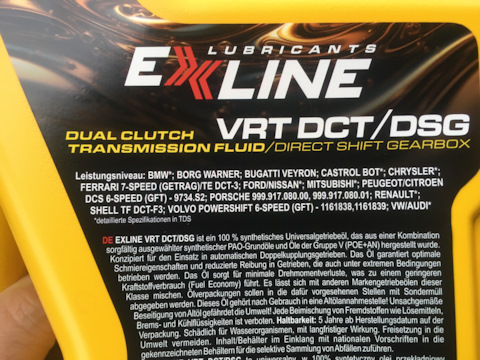 LUBRICANTS
EXLINE
VRT DCT/DSG
DUAL CLUTCH
TRANSMISSION FLUID/DIRECT SHIFT GEARBOX
Leistungsniveau: BMW*; BORG WARNER; BUGATTI VEYRON; CASTROL BOT*; CHRYSLER*;
FERRARI 7-SPEED (GETRAG)/TE DCT-3; FORD/NISSAN*; MITSUBISHI*; PEUGEOT/CITROEN
DCS 6-SPEED (GFT) - 9734.S2; PORSCHE 999.917.080.00, 999.917.080.01; RENAULT*;
SHELL TF DCT-F3; VOLVO POWERSHIFT 6-SPEED (GFT) - 1161838,1161839; VW/AUDI*
*detaillierte Spezifikationen in TDS
DE EXLINE VRT DCT/DSG ist ein 100 % synthetisches Universalgetriebeöl, das aus einer Kombination
sorgfältig ausgewählter synthetischer PAO-Grundöle und Öle der Gruppe V (POE+AN) hergestellt wurde.
Konzipiert für den Einsatz in automatischen Doppelkupplungsgetrieben. Das Öl garantiert optimale
Schmiereigenschaften und reduzierte Reibung in Getrieben, die auch unter extremen Bedingungen
betrieben werden. Das Öl sorgt für minimale Drehmomentverluste, was zu einem geringeren
Kraftstoffverbrauch (Fuel Economy) führt. Es lässt sich mit anderen Markengetriebeölen dieser
Klasse mischen. Ölverpackungen sollen in die dafür vorgesehenen Stellen mit Sondermüll
abgegeben werden. Dieses Öl gehört nach Gebrauch in eine Altölannahmestelle! Unsachgemäße
Beseitigung von Altöl gefährdet die Umwelt! Jede Beimischung von Fremdstoffen wie Lösemitteln,
Brems- und Kühlflüssigkeiten ist verboten. Haltbarkeit: 5 Jahre ab Herstellungsdatum auf der
Verpackung. Schädlich für Wasserorganismen, mit langfristiger Wirkung. Freisetzung in die
Umwelt vermeiden. Inhalt/Behälter im Einklang mit nationalen Vorschriften in die
gekennzeichneten Behältern für die selektive Sammlung von Abfällen zuführen.